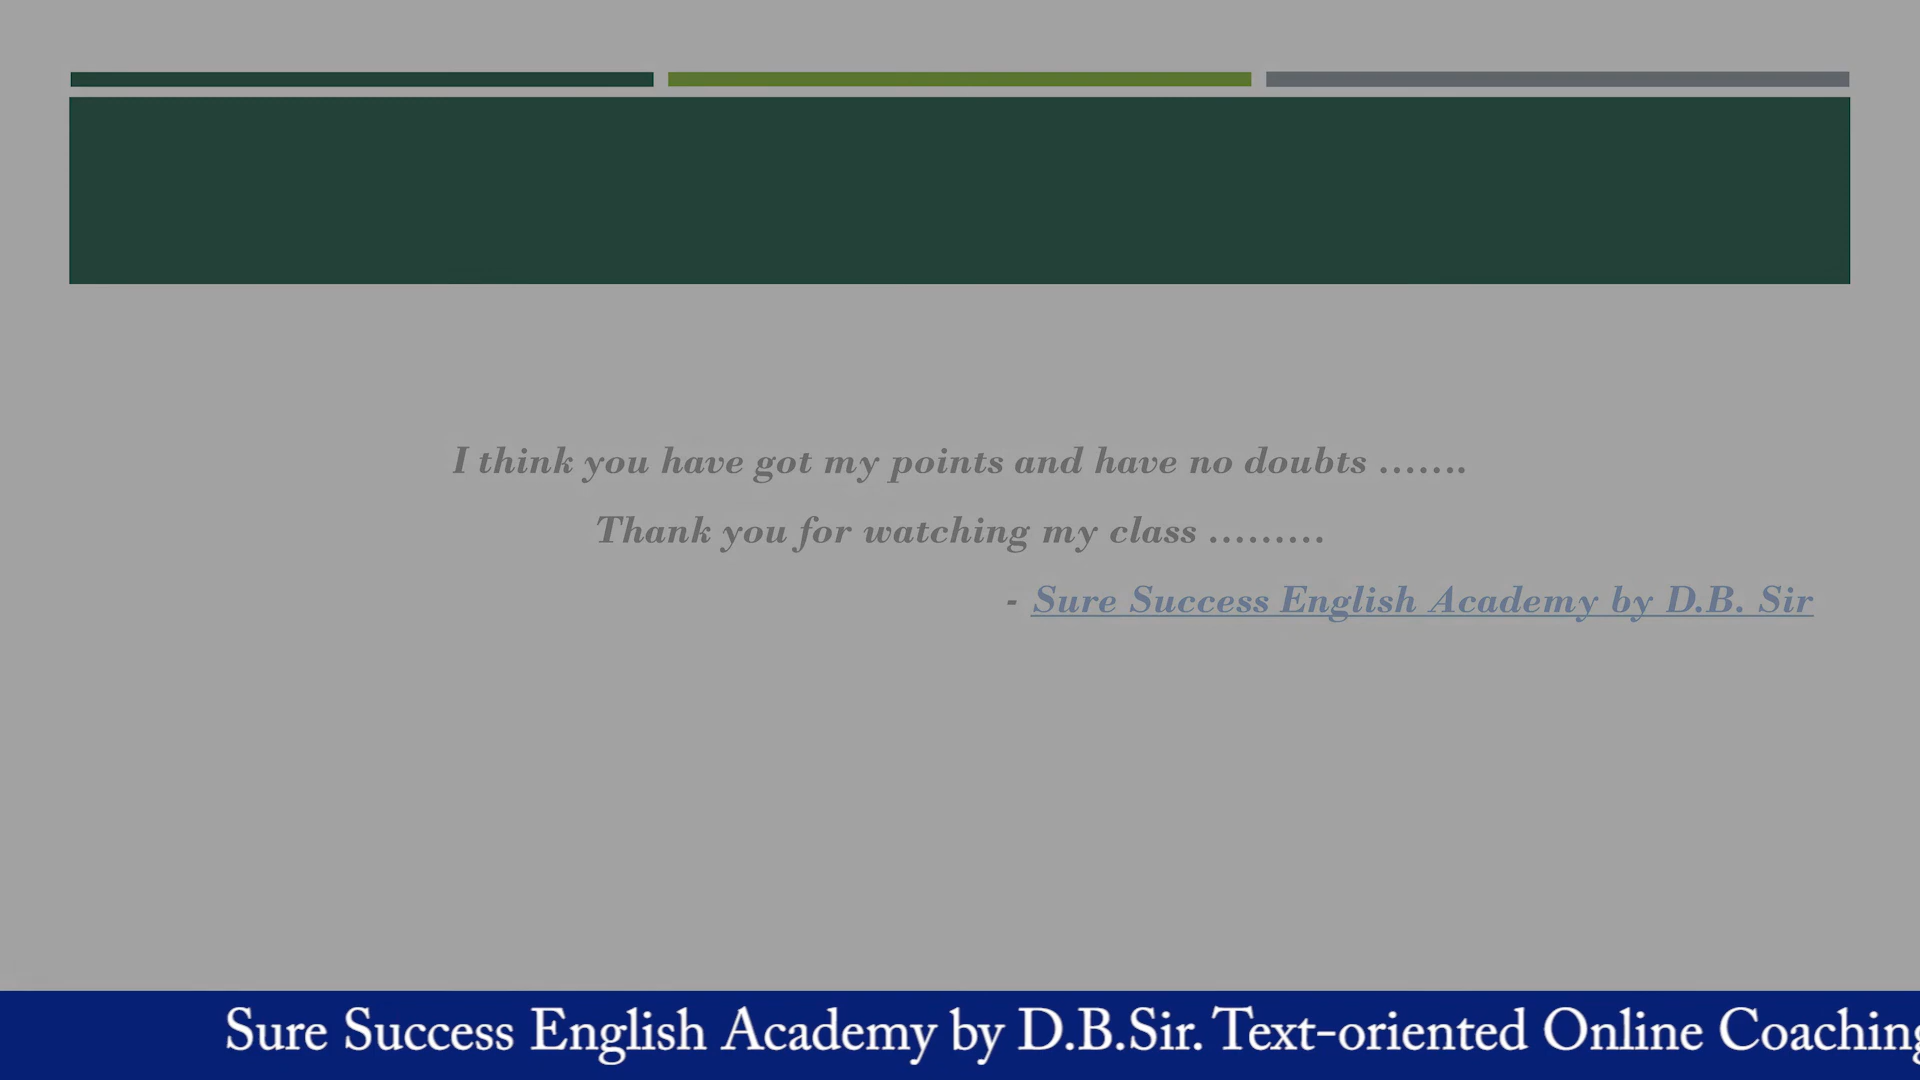 I think you have got my points and have no doubts …….
Thank you for watching my class ………
- Sure Success English Academy by D.B. Sir
Sure Success English Academy by D.B.Sir. Text-oriented Online Coaching